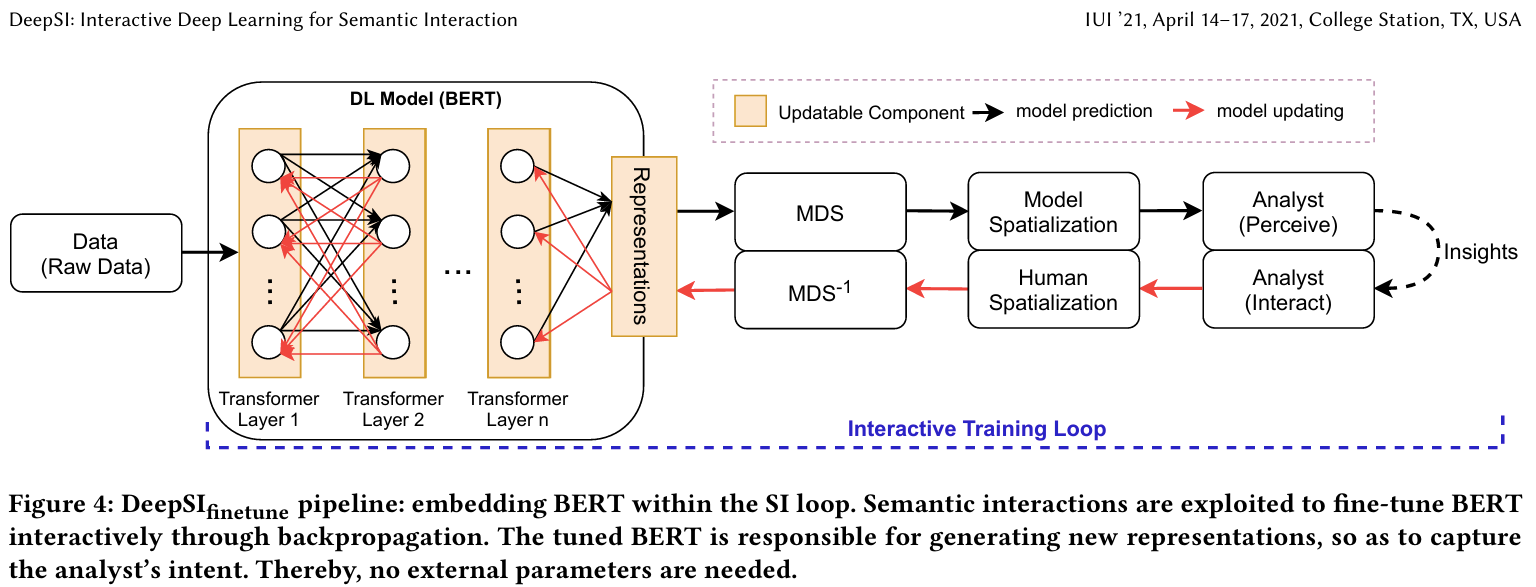 DeepSI: Interactive Deep Learning for Semantic Interaction
IUI ’21, April 14–17, 2021, College Station, TX, USA
DL Model (BERT)
Updatable Component
model prediction
model updating
Data
(Raw Data)
...
Representations
MDS
Model
Spatialization
Analyst
(Perceive)
Insights
MDS-1
Human
Spatialization
Analyst
(Interact)
Transformer
Layer 1
Transformer
Layer 2
Transformer
Layer n
Interactive Training Loop
Figure 4: DeepSIfinetune pipeline: embedding BERT within the SI loop. Semantic interactions are exploited to fine-tune BERT
interactively through backpropagation. The tuned BERT is responsible for generating new representations, so as to capture
the analyst’s intent. Thereby, no external parameters are needed.